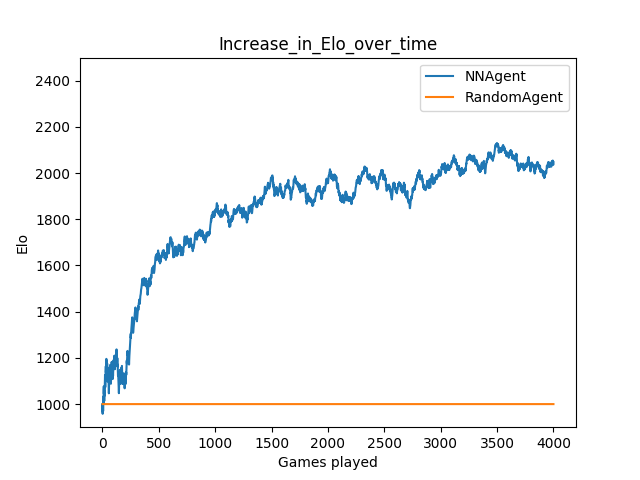 Increase_in_Elo_over_time
NNAgent
RandomAgent
2400
2200
2000
1800
1600
1400
1200
1000
Elo
0 500 1000 1500 2000 2500 3000 3500 4000
Games played